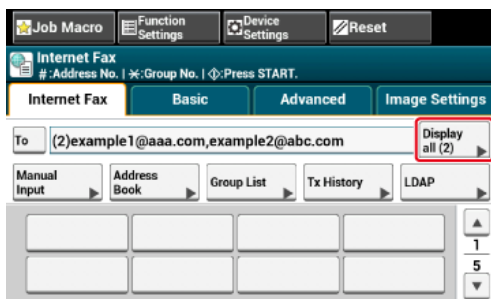 Job Macro Function Settings Device Settings Reset
Internet Fax
# :Address No. | ⚹:Group No. | :Press START.
Internet Fax Basic Advanced Image Settings
To (2)example1@aaa.com,example2@abc.com Display all (2)
Manual Input Address Book Group List Tx History LDAP
1
5